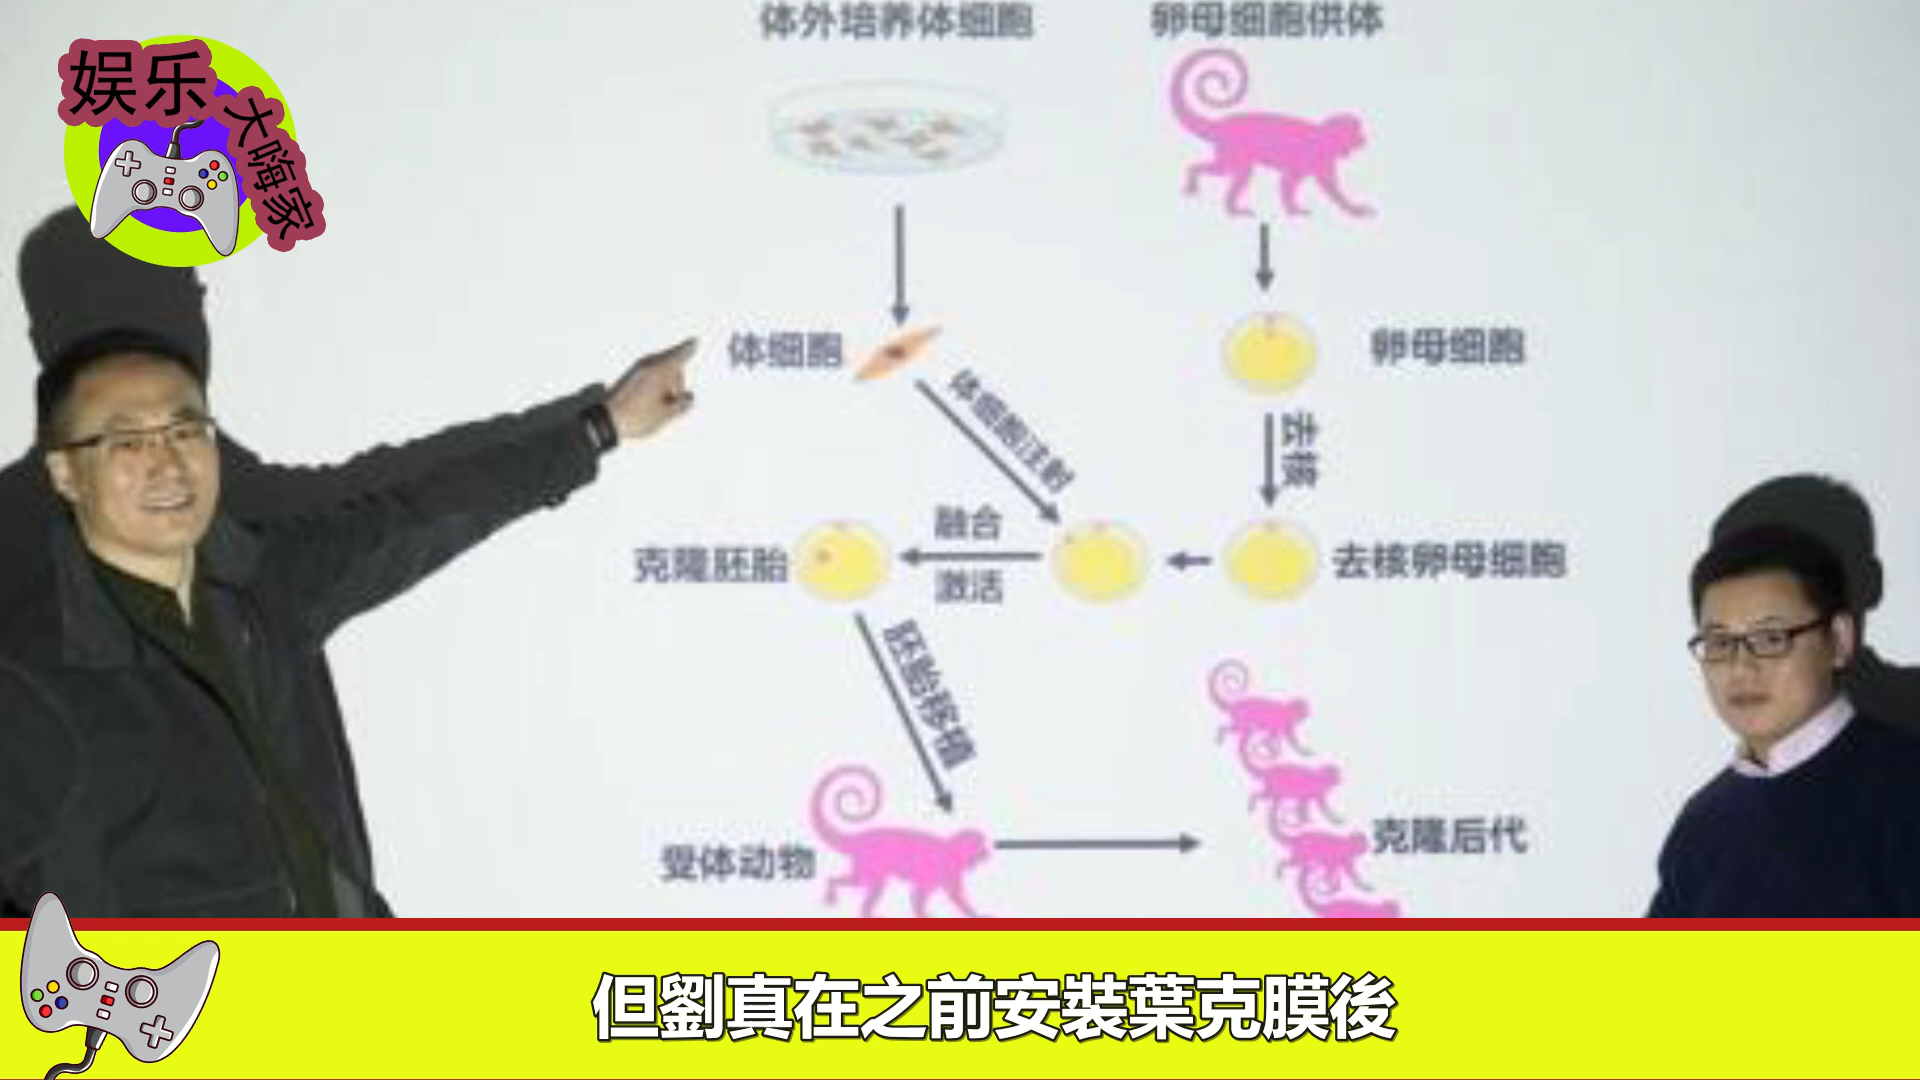 娱乐
大嗨家
体外培养体细胞
卵母细胞供体
体细胞
卵母细胞
体细胞注射
去核
融合
激活
克隆胚胎
去核卵母细胞
胚胎移植
受体动物
克隆后代
但劉真在之前安裝葉克膜後